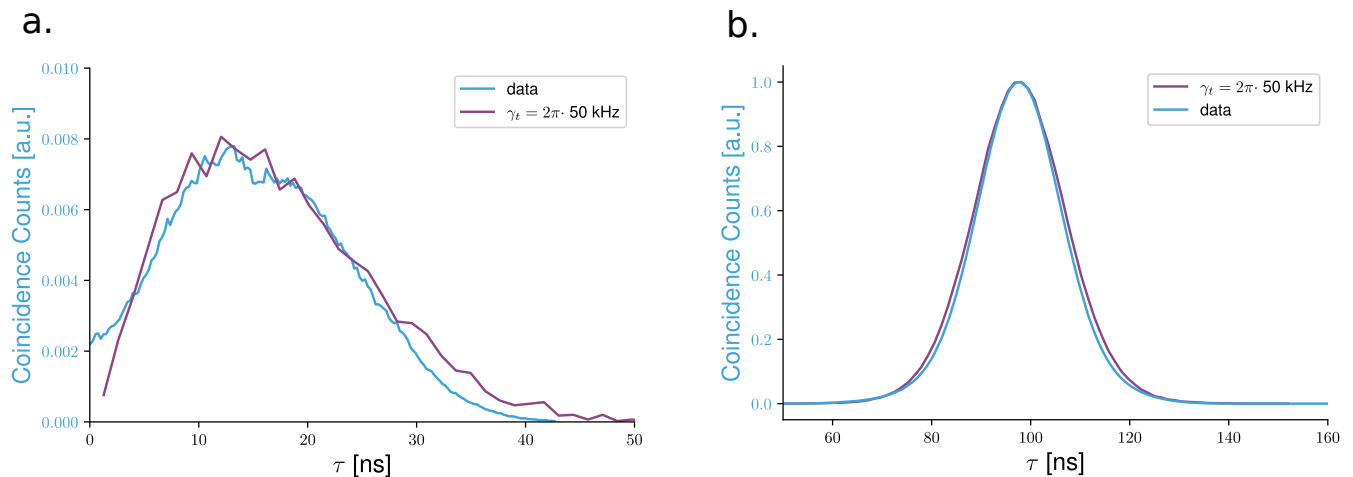 a.
Coincidence Counts [a.u.]
0.010
0.008
0.006
0.004
0.002
0.000
0
10
20
30
40
50
τ [ns]
data
γt = 2π· 50 kHz
b.
Coincidence Counts [a.u.]
1.0
0.8
0.6
0.4
0.2
0.0
60
80
100
120
140
160
τ [ns]
γt = 2π· 50 kHz
data